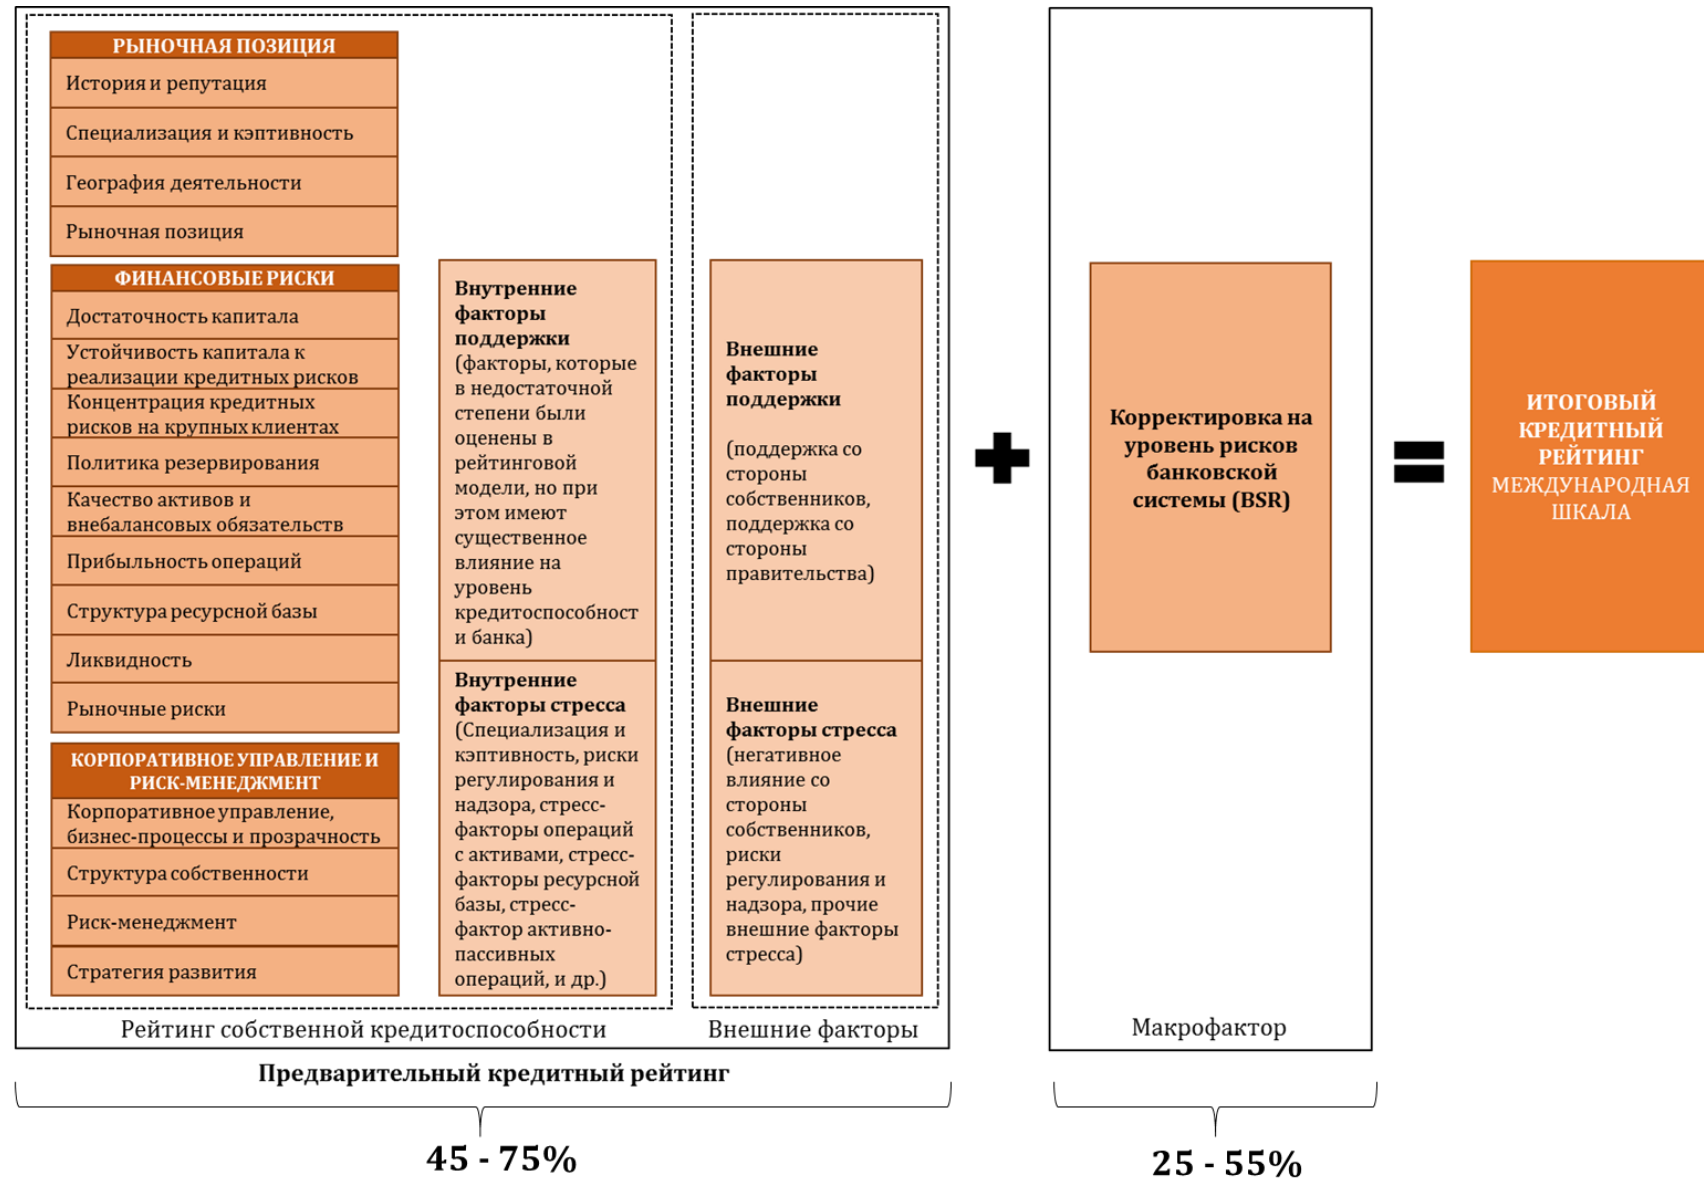 РЫНОЧНАЯ ПОЗИЦИЯ
История и репутация
Специализация и кэптивность
География деятельности
Рыночная позиция
ФИНАНСОВЫЕ РИСКИ
Достаточность капитала
Устойчивость капитала к
реализации кредитных рисков
Концентрация кредитных
рисков на крупных клиентах
Политика резервирования
Качество активов и
внебалансовых обязательств
Прибыльность операций
Структура ресурсной базы
Ликвидность
Рыночные риски
КОРПОРАТИВНОЕ УПРАВЛЕНИЕ И
РИСК-МЕНЕДЖМЕНТ
Корпоративное управление,
бизнес-процессы и прозрачность
Структура собственности
Риск-менеджмент
Стратегия развития
Внутренние
факторы
поддержки
(факторы, которые
в недостаточной
степени были
оценены в
рейтинговой
модели, но при
этом имеют
существенное
влияние на
уровень
кредитоспособност
и банка)
Внутренние
факторы стресса
(Специализация и
кэптивность, риски
регулирования и
надзора, стресс-
факторы операций
с активами, стресс-
факторы ресурсной
базы, стресс-
фактор активно-
пассивных
операций, и др.)
Рейтинг собственной кредитоспособности
Внешние
факторы
поддержки
(поддержка со
стороны
собственников,
поддержка со
стороны
правительства)
Внешние
факторы стресса
(негативное
влияние со
стороны
собственников,
риски
регулирования и
надзора, прочие
внешние факторы
стресса)
Внешние факторы
Предварительный кредитный рейтинг
45 - 75%
Корректировка на
уровень рисков
банковской
системы (BSR)
Макрофактор
25 - 55%
ИТОГОВЫЙ
КРЕДИТНЫЙ
РЕЙТИНГ
МЕЖДУНАРОДНАЯ
ШКАЛА